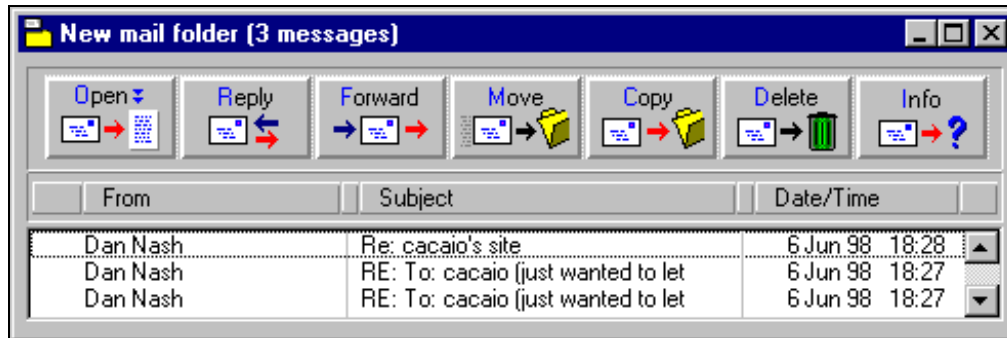 New mail folder (3 messages)
Open Reply Forward Move Copy Delete Info
From Subject Date/Time
Dan Nash Re: cacaio's site 6 Jun 98 18:28
Dan Nash RE: To: cacaio (just wanted to let 6 Jun 98 18:27
Dan Nash RE: To: cacaio (just wanted to let 6 Jun 98 18:27